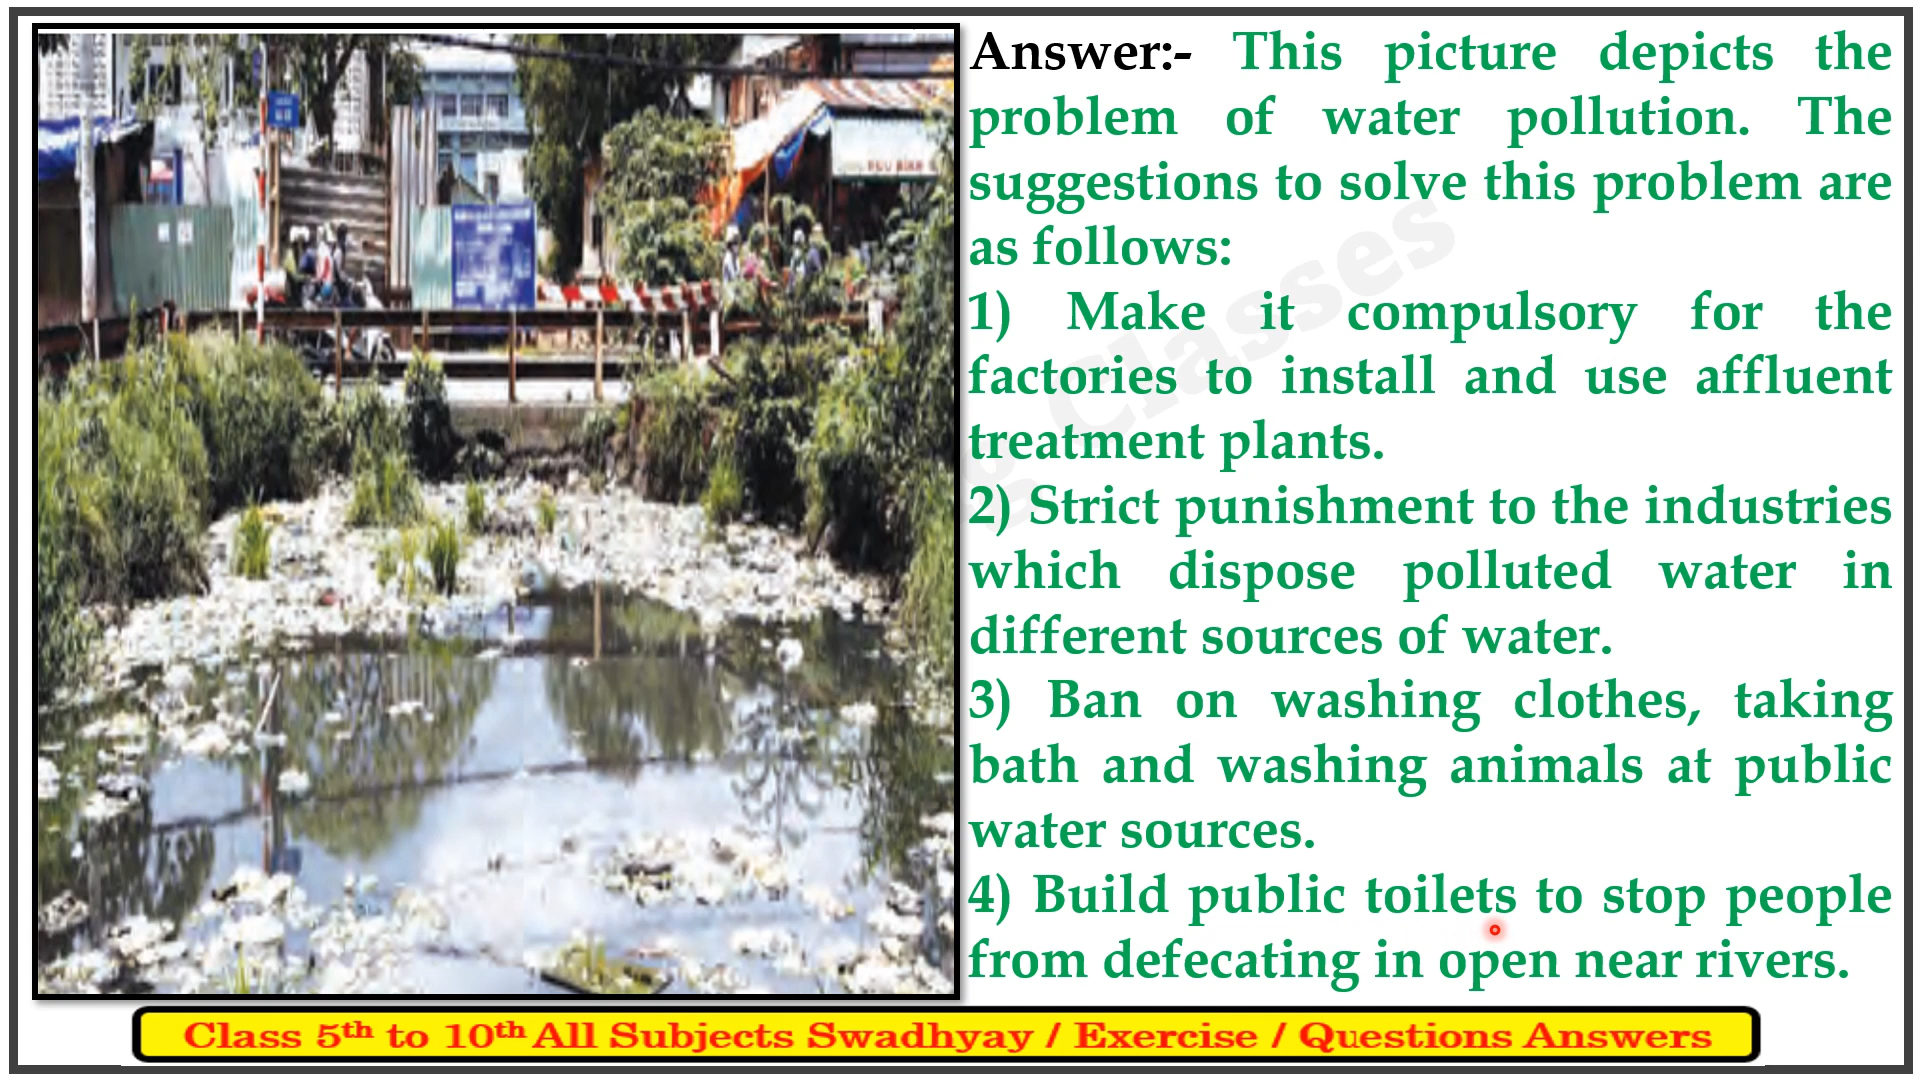 Answer:- This picture depicts the
problem of water pollution. The
suggestions to solve this problem are
as follows:
1) Make it compulsory for the
factories to install and use affluent
treatment plants.
2) Strict punishment to the industries
which dispose polluted water in
different sources of water.
3) Ban on washing clothes, taking
bath and washing animals at public
water sources.
4) Build public toilets to stop people
from defecating in open near rivers.
Classes
Class 5th to 10th All Subjects Swadhyay / Exercise / Questions Answers